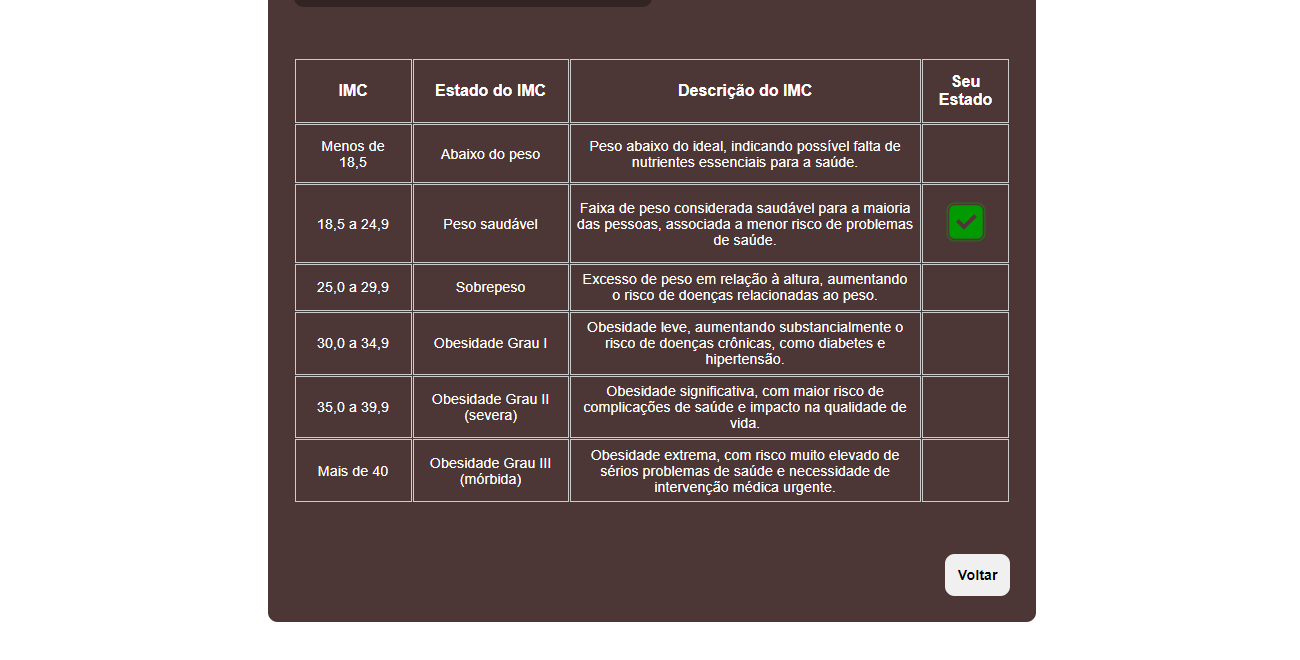 IMC
Estado do IMC
Descrição do IMC
Seu
Estado
Menos de
18,5
Abaixo do peso
Peso abaixo do ideal, indicando possível falta de
nutrientes essenciais para a saúde.
18,5 a 24,9
Peso saudável
Faixa de peso considerada saudável para a maioria
das pessoas, associada a menor risco de problemas
de saúde.
25,0 a 29,9
Sobrepeso
Excesso de peso em relação à altura, aumentando
o risco de doenças relacionadas ao peso.
30,0 a 34,9
Obesidade Grau I
Obesidade leve, aumentando substancialmente o
risco de doenças crônicas, como diabetes e
hipertensão.
35,0 a 39,9
Obesidade Grau II
(severa)
Obesidade significativa, com maior risco de
complicações de saúde e impacto na qualidade de
vida.
Mais de 40
Obesidade Grau III
(mórbida)
Obesidade extrema, com risco muito elevado de
sérios problemas de saúde e necessidade de
intervenção médica urgente.
Voltar